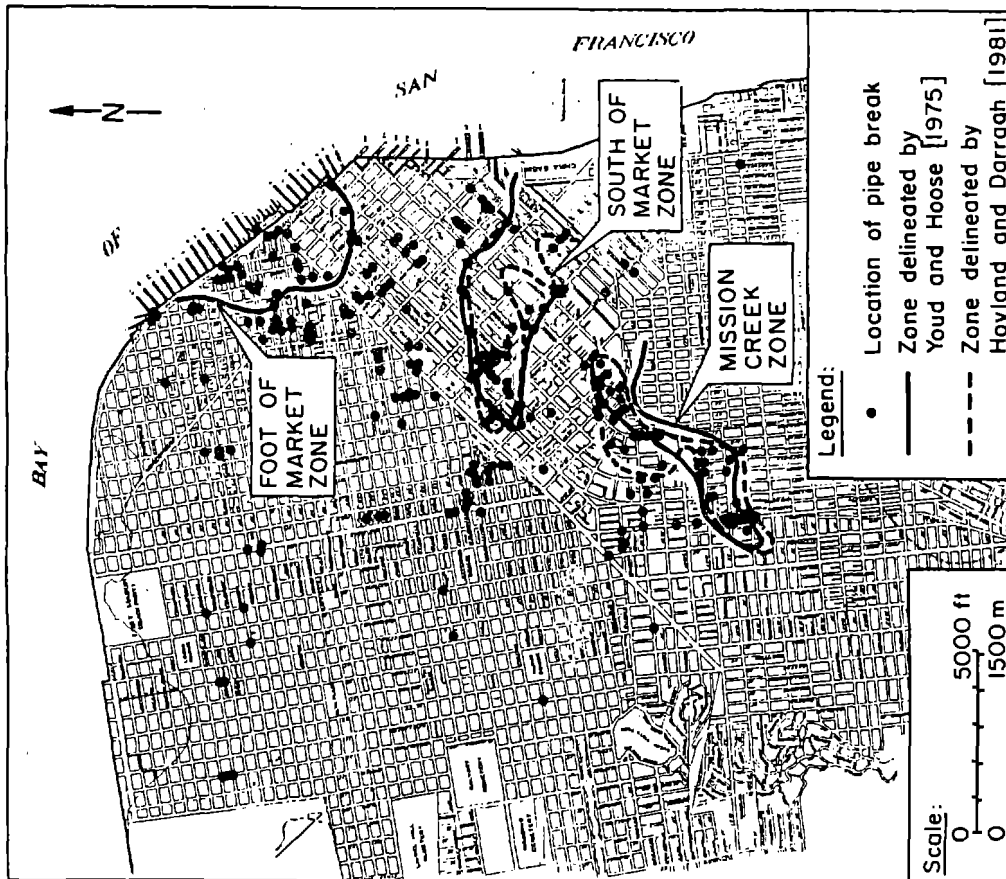 BAY
OF
SAN
FRANCISCO
N
FOOT OF
MARKET
ZONE
SOUTH OF
MARKET
ZONE
MISSION
CREEK
ZONE
Legend:
Location of pipe break
Zone delineated by
Youd and Hoose [1975]
Zone delineated by
Hovland and Darragh [1981]
Scale:
0 5000 ft
0 1500 m